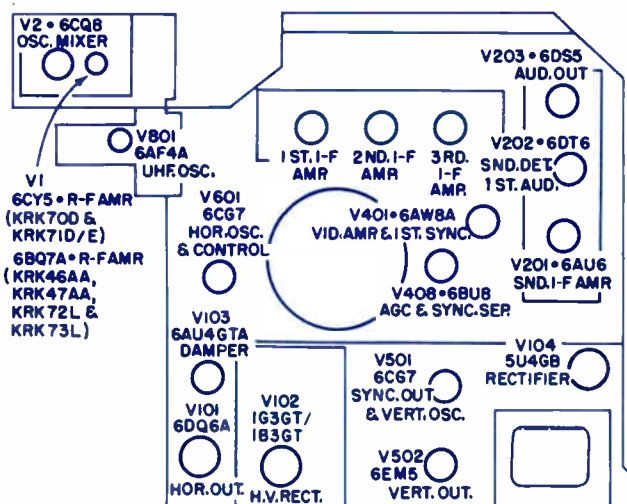 V2 • 6CQ8
OSC. MIXER
V1
6CY5 • R-F AMR
(KRK70D &
KRK71D/E)
6BQ7A • R-F AMR
(KRK46AA,
KRK47AA,
KRK72L &
KRK73L)
V801
6AF4A
UHF. OSC.
1 ST. I-F
AMR
2ND. I-F
AMR
3RD.
I-F
AMR.
V203 • 6DS5
AUD. OUT
V202 • 6DT6
SND. DET.
1 ST. AUD.
V601
6CG7
HOR. OSC.
& CONTROL
V401 • 6AW8A
VID. AMR & 1 ST. SYNC.
V408 • 6BU8
AGC & SYNC. SEP.
V201 • 6AU6
SND. I-F AMR
V103
6AU4GTA
DAMPER
V101
6DQ6A
HOR. OUT.
V102
1G3GT/
1B3GT
H.V. RECT.
V501
6CG7
SYNC. OUT
& VERT. OSC.
V502
6EM5
VERT. OUT.
V104
5U4GB
RECTIFIER